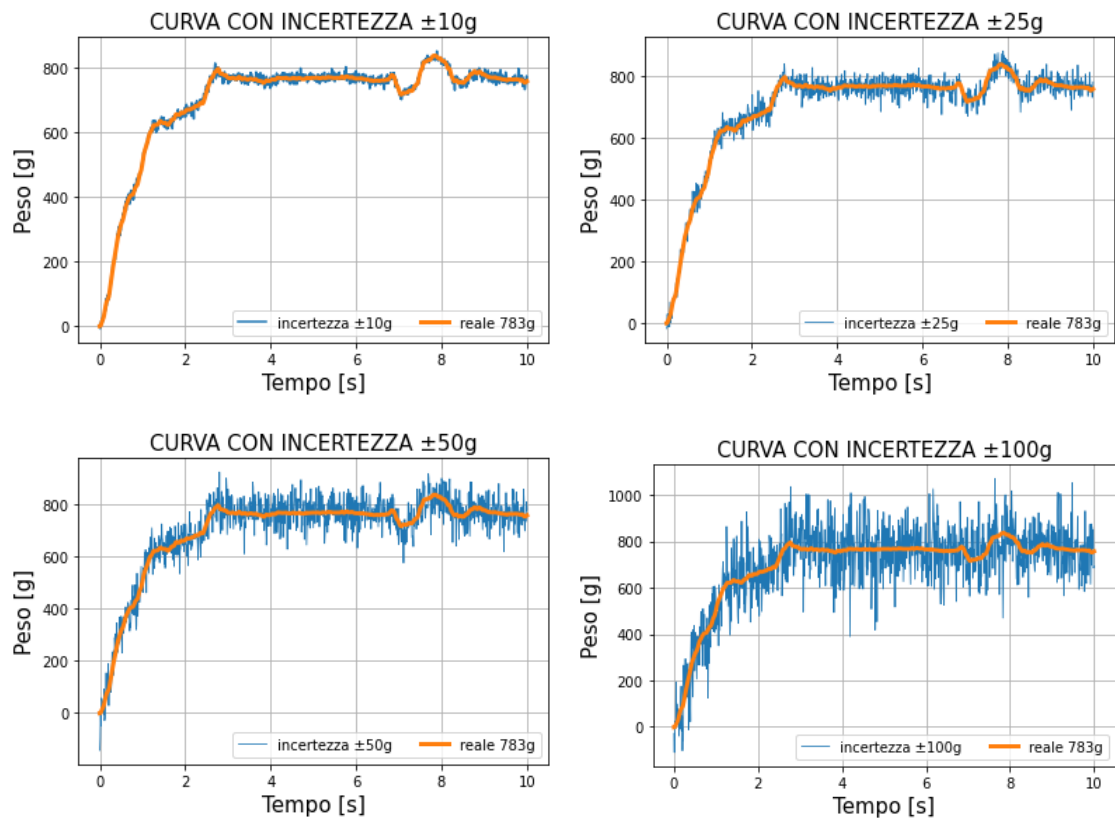 CURVA CON INCERTEZZA ±10g
Peso [g]
800
600
400
200
0
incertezza ±10g reale 783g
0 2 4 6 8 10
Tempo [s]
CURVA CON INCERTEZZA ±25g
Peso [g]
800
600
400
200
0
incertezza ±25g reale 783g
0 2 4 6 8 10
Tempo [s]
CURVA CON INCERTEZZA ±50g
Peso [g]
800
600
400
200
0
incertezza ±50g reale 783g
0 2 4 6 8 10
Tempo [s]
CURVA CON INCERTEZZA ±100g
Peso [g]
1000
800
600
400
200
0
incertezza ±100g reale 783g
0 2 4 6 8 10
Tempo [s]